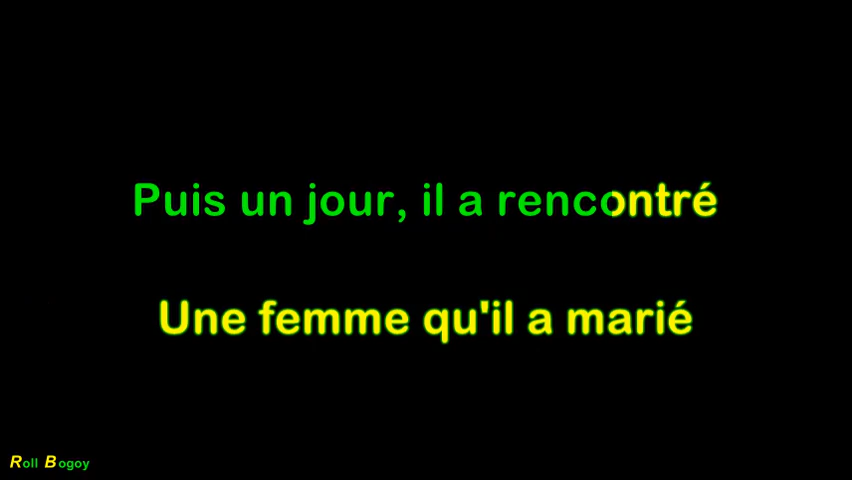 Puis un jour, il a rencontré
Une femme qu'il a marié
Roll Bogoy